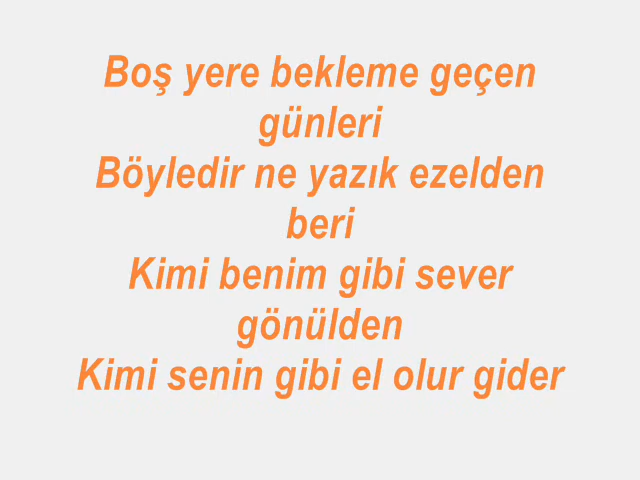 Boş yere bekleme geçen
günleri
Böyledir ne yazık ezelden
beri
Kimi benim gibi sever
gönülden
Kimi senin gibi el olur gider